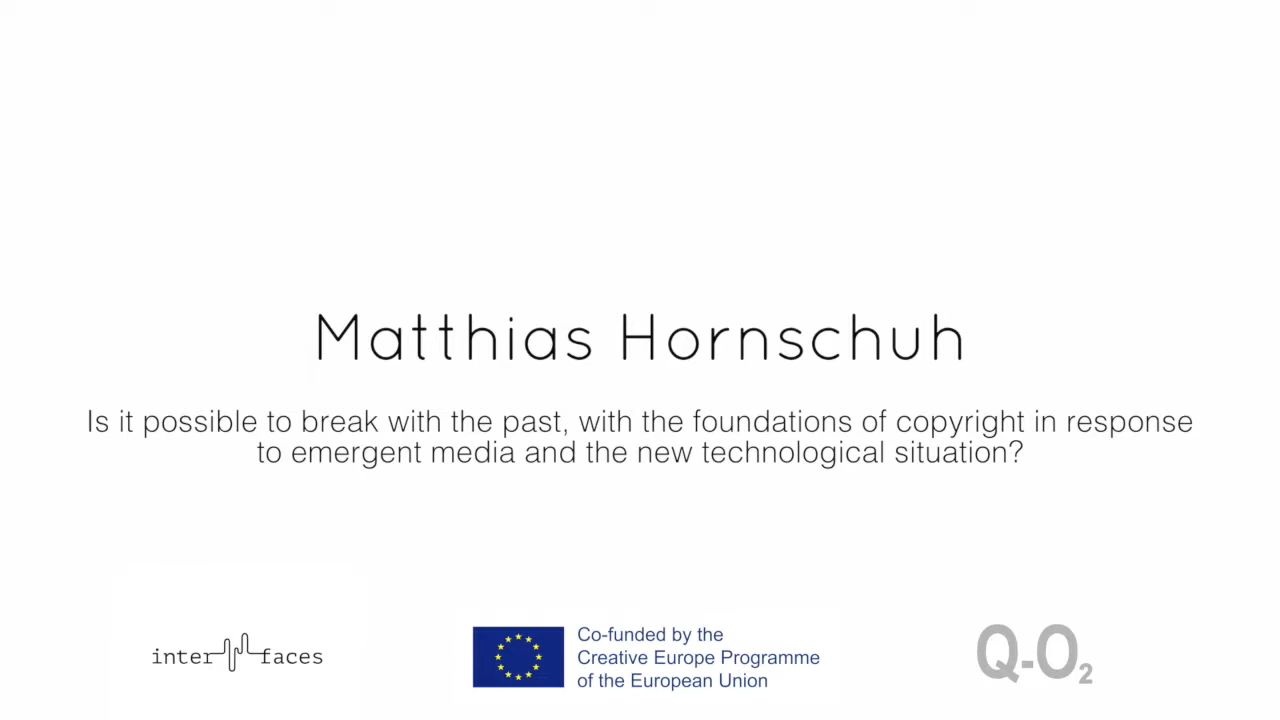 Matthias Hornschuh
Is it possible to break with the past, with the foundations of copyright in response
to emergent media and the new technological situation?
inter faces
Co-funded by the
Creative Europe Programme
of the European Union
Q-O2